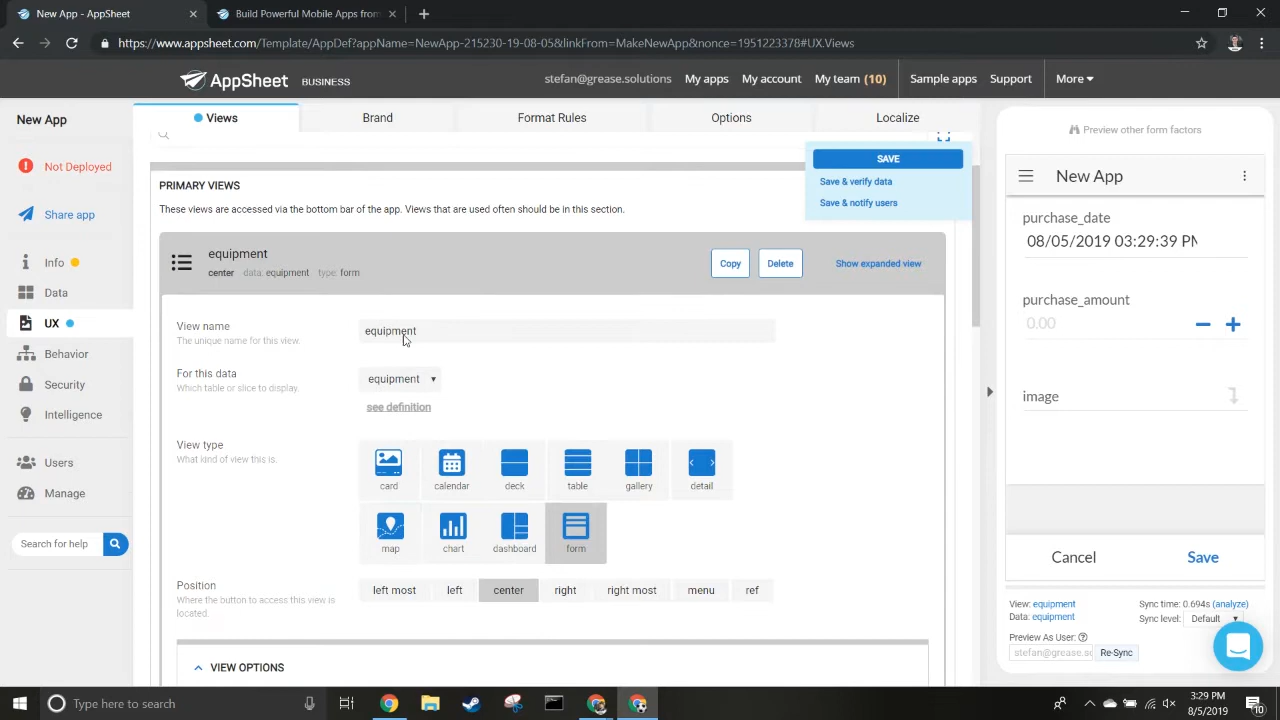 New App - AppSheet
Build Powerful Mobile Apps from
https://www.appsheet.com/Template/AppDef?appName=NewApp-215230-19-08-05&linkFrom=MakeNewApp&nonce=1951223378#UX.Views
AppSheet BUSINESS
stefan@grease.solutions My apps My account My team (10) Sample apps Support More
New App
Not Deployed
Share app
Info
Data
UX
Behavior
Security
Intelligence
Users
Manage
Search for help
Views Brand Format Rules Options Localize
SAVE
Save & verify data
Save & notify users
PRIMARY VIEWS
These views are accessed via the bottom bar of the app. Views that are used often should be in this section.
equipment
center data: equipment type: form
Copy Delete Show expanded view
View name
The unique name for this view.
equipment
For this data
Which table or slice to display.
equipment
see definition
View type
What kind of view this is.
card calendar deck table gallery detail
map chart dashboard form
Position
Where the button to access this view is
located.
left most left center right right most menu ref
VIEW OPTIONS
Preview other form factors
New App
purchase_date
08/05/2019 03:29:39 PM
purchase_amount
0.00
image
Cancel Save
View: equipment
Data: equipment
Sync time: 0.694s (analyze)
Sync level: Default
Preview As User:
stefan@grease.so Re-Sync
Type here to search
3:29 PM
8/5/2019
10